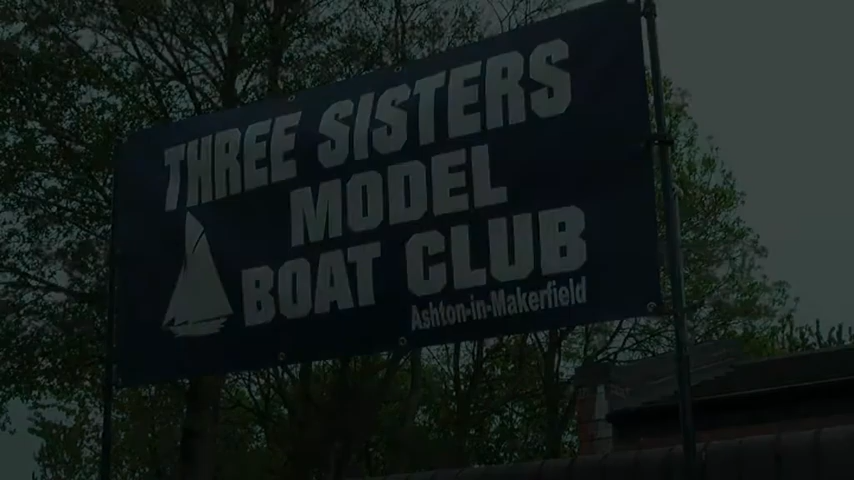 THREE SISTERS
MODEL
BOAT CLUB
Ashton-in-Makerfield